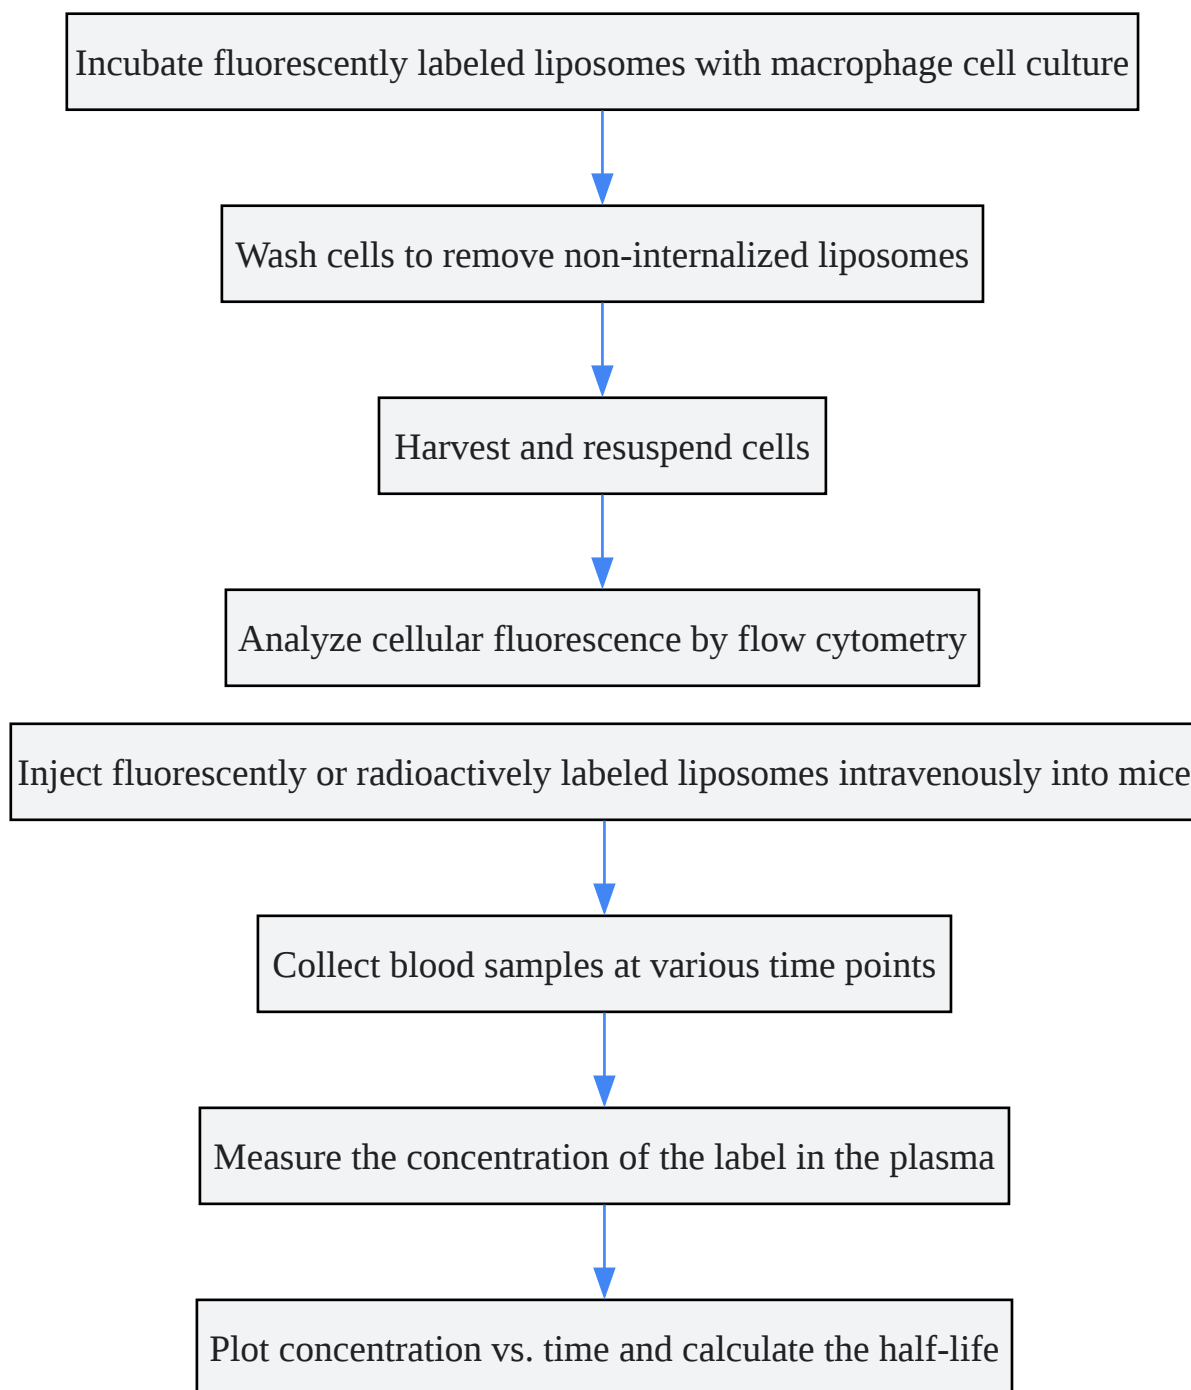 Incubate fluorescently labeled liposomes with macrophage cell culture
Wash cells to remove non-internalized liposomes
Harvest and resuspend cells
Analyze cellular fluorescence by flow cytometry
Inject fluorescently or radioactively labeled liposomes intravenously into mice
Collect blood samples at various time points
Measure the concentration of the label in the plasma
Plot concentration vs. time and calculate the half-life